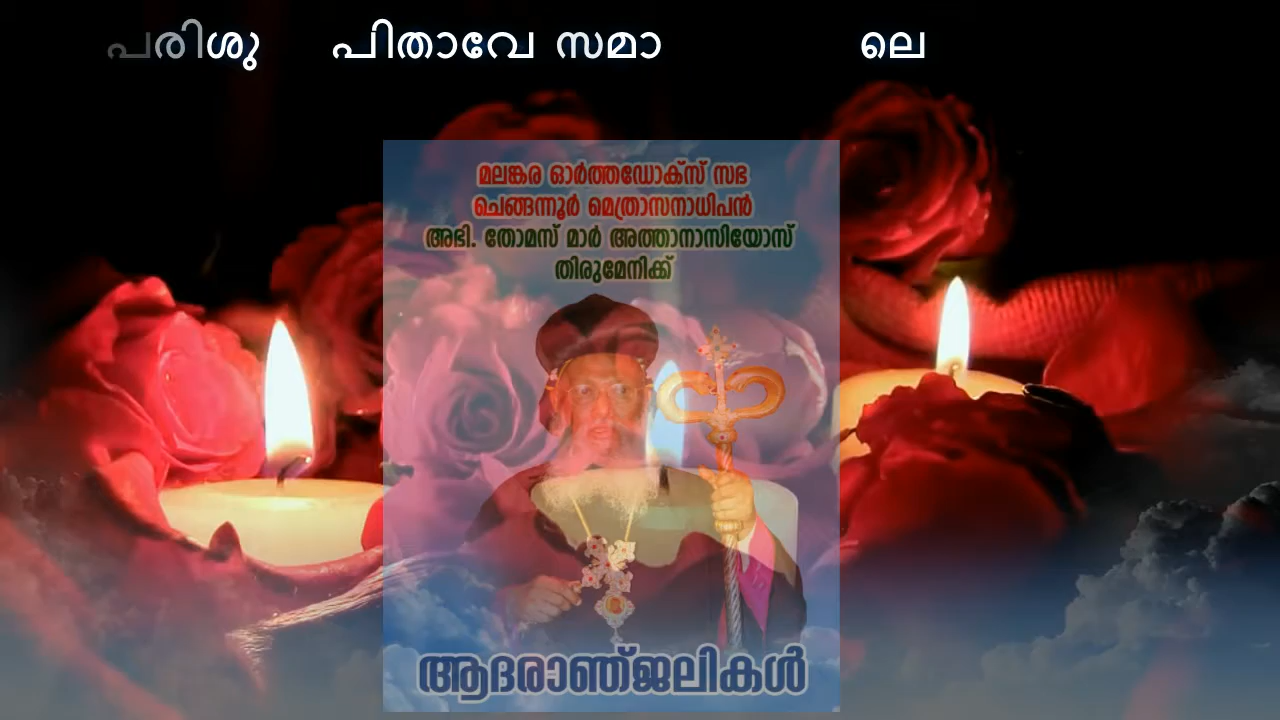 പരിശു പിതാവേ സമാ ലെ
മലങ്കര ഓർത്തഡോക്സ് സഭ
ചെങ്ങന്നൂർ മെത്രാസനാധിപൻ
അഭി. തോമസ് മാർ അത്താനാസിയോസ്
തിരുമേനിക്ക്
ആദരാഞ്ജലികൾ